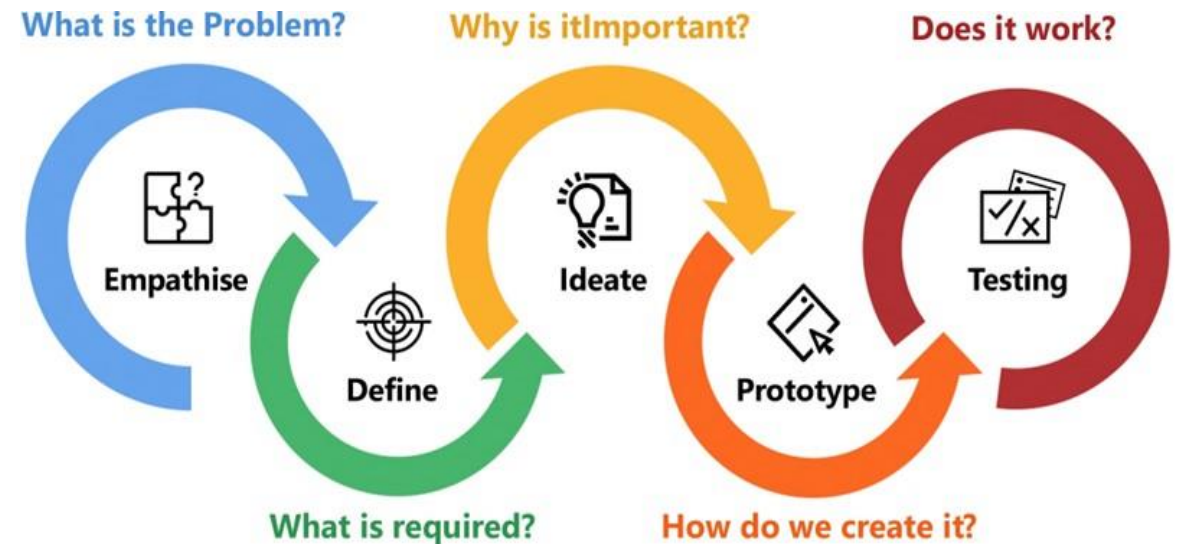 What is the Problem?
Why is itImportant?
Does it work?
?
Empathise
Ideate
Testing
Define
Prototype
What is required?
How do we create it?